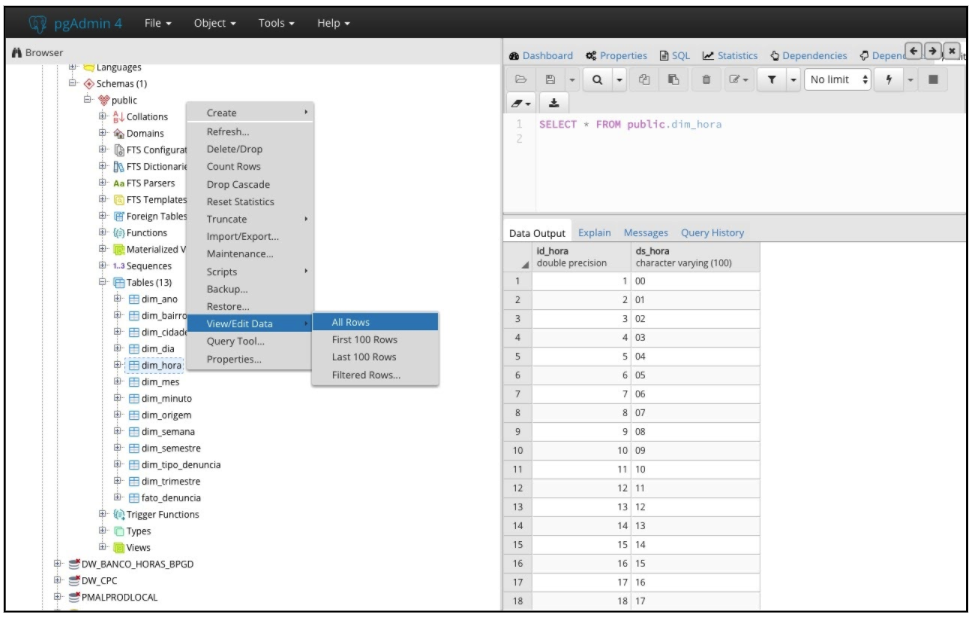 pgAdmin 4 File Object Tools Help
Browser
Languages
Schemas (1)
public
Collations
Domains
FTS Configurat
FTS Dictionarie
Aa FTS Parsers
FTS Templates
Foreign Tables
Functions
Materialized V
1..3 Sequences
Tables (13)
dim_ano
dim_bairro
dim_cidade
dim_dia
dim_hora
dim_mes
dim_minuto
dim_origem
dim_semana
dim_semestre
dim_tipo_denuncia
dim_trimestre
fato_denuncia
Trigger Functions
Types
Views
DW_BANCO_HORAS_BPGD
DW_CPC
PMALPRODLOCAL
Create
Refresh...
Delete/Drop
Count Rows
Drop Cascade
Reset Statistics
Truncate
Import/Export...
Maintenance...
Scripts
Backup...
Restore...
View/Edit Data
Query Tool...
Properties...
All Rows
First 100 Rows
Last 100 Rows
Filtered Rows...
Dashboard Properties SQL Statistics Dependencies Depen
No limit
1 SELECT * FROM public.dim_hora
2
Data Output Explain Messages Query History
id_hora ds_hora
double precision character varying (100)
1 1 00
2 2 01
3 3 02
4 4 03
5 5 04
6 6 05
7 7 06
8 8 07
9 9 08
10 10 09
11 11 10
12 12 11
13 13 12
14 14 13
15 15 14
16 16 15
17 17 16
18 18 17